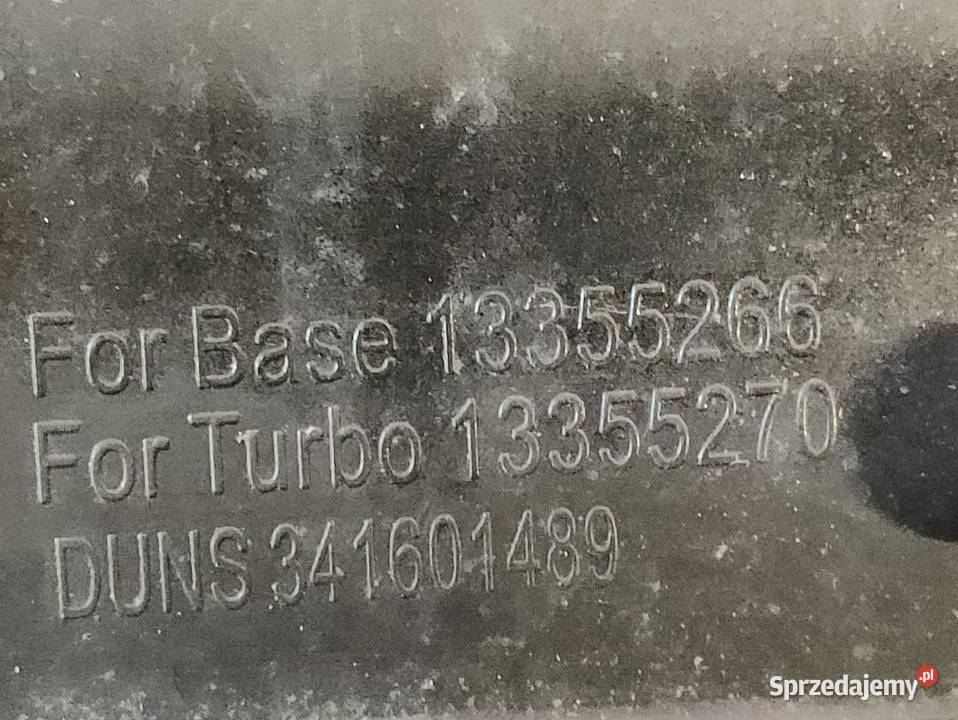 For Base 13355266
For Turbo 13355270
DUNS 341601489
Sprzedajemy.pl